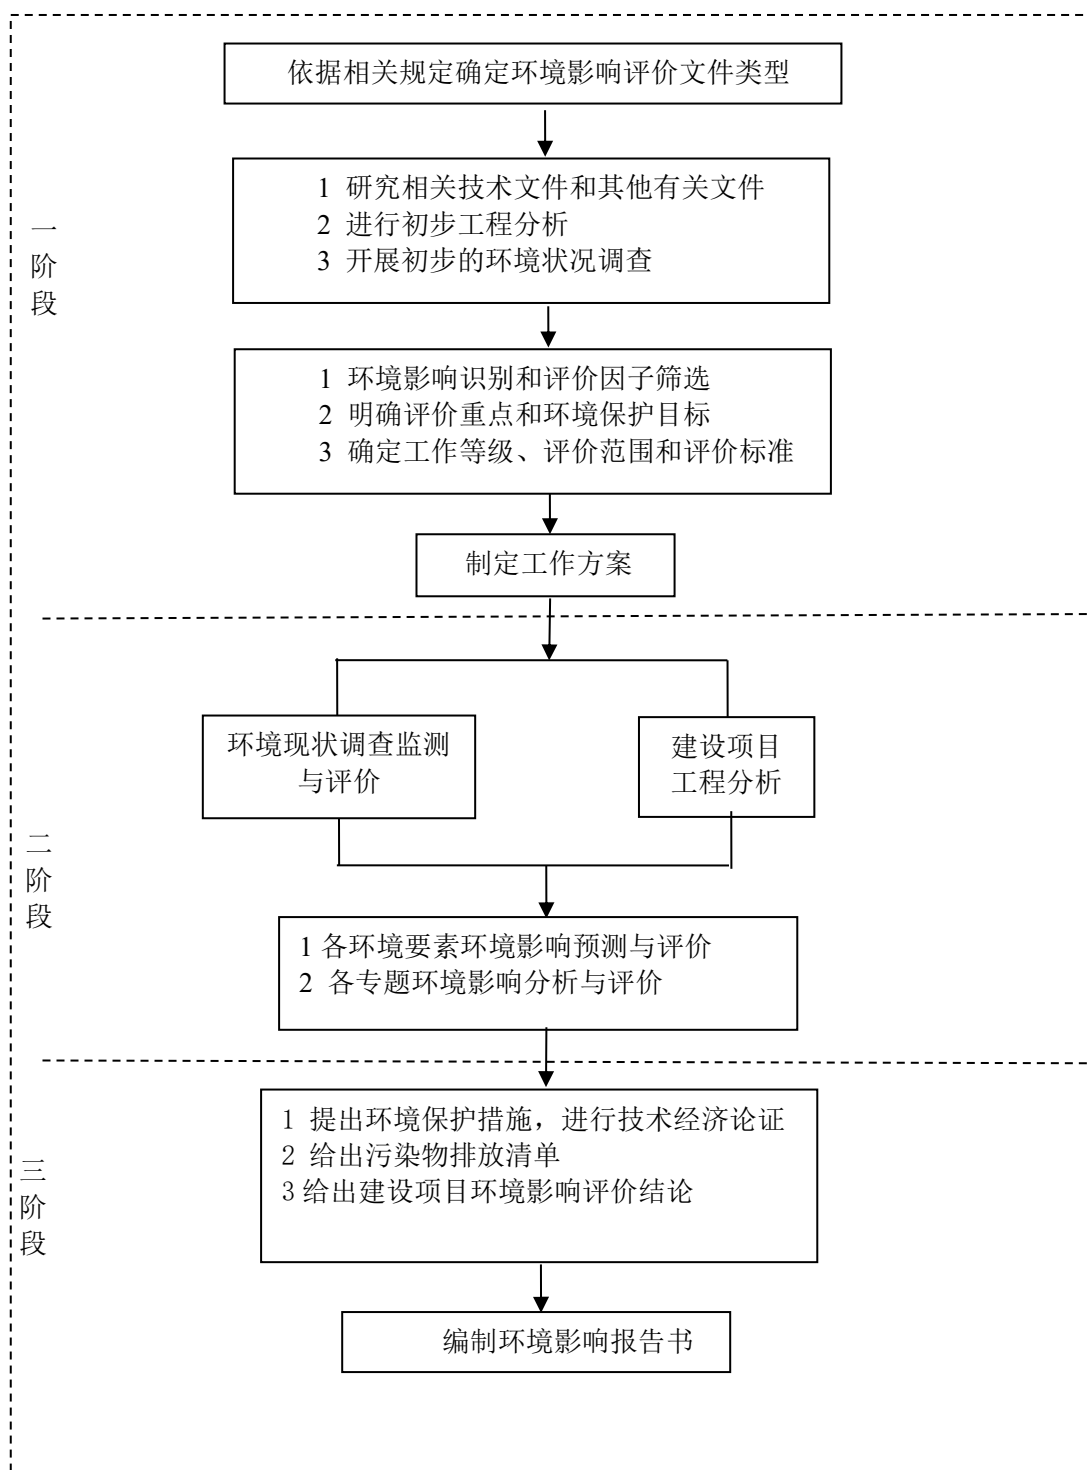 依据相关规定确定环境影响评价文件类型
1 研究相关技术文件和其他有关文件
2 进行初步工程分析
3 开展初步的环境状况调查
一
阶
段
1 环境影响识别和评价因子筛选
2 明确评价重点和环境保护目标
3 确定工作等级、评价范围和评价标准
制定工作方案
环境现状调查监测
与评价
建设项目
工程分析
二
阶
段
1 各环境要素环境影响预测与评价
2 各专题环境影响分析与评价
1 提出环境保护措施，进行技术经济论证
2 给出污染物排放清单
3 给出建设项目环境影响评价结论
三
阶
段
编制环境影响报告书